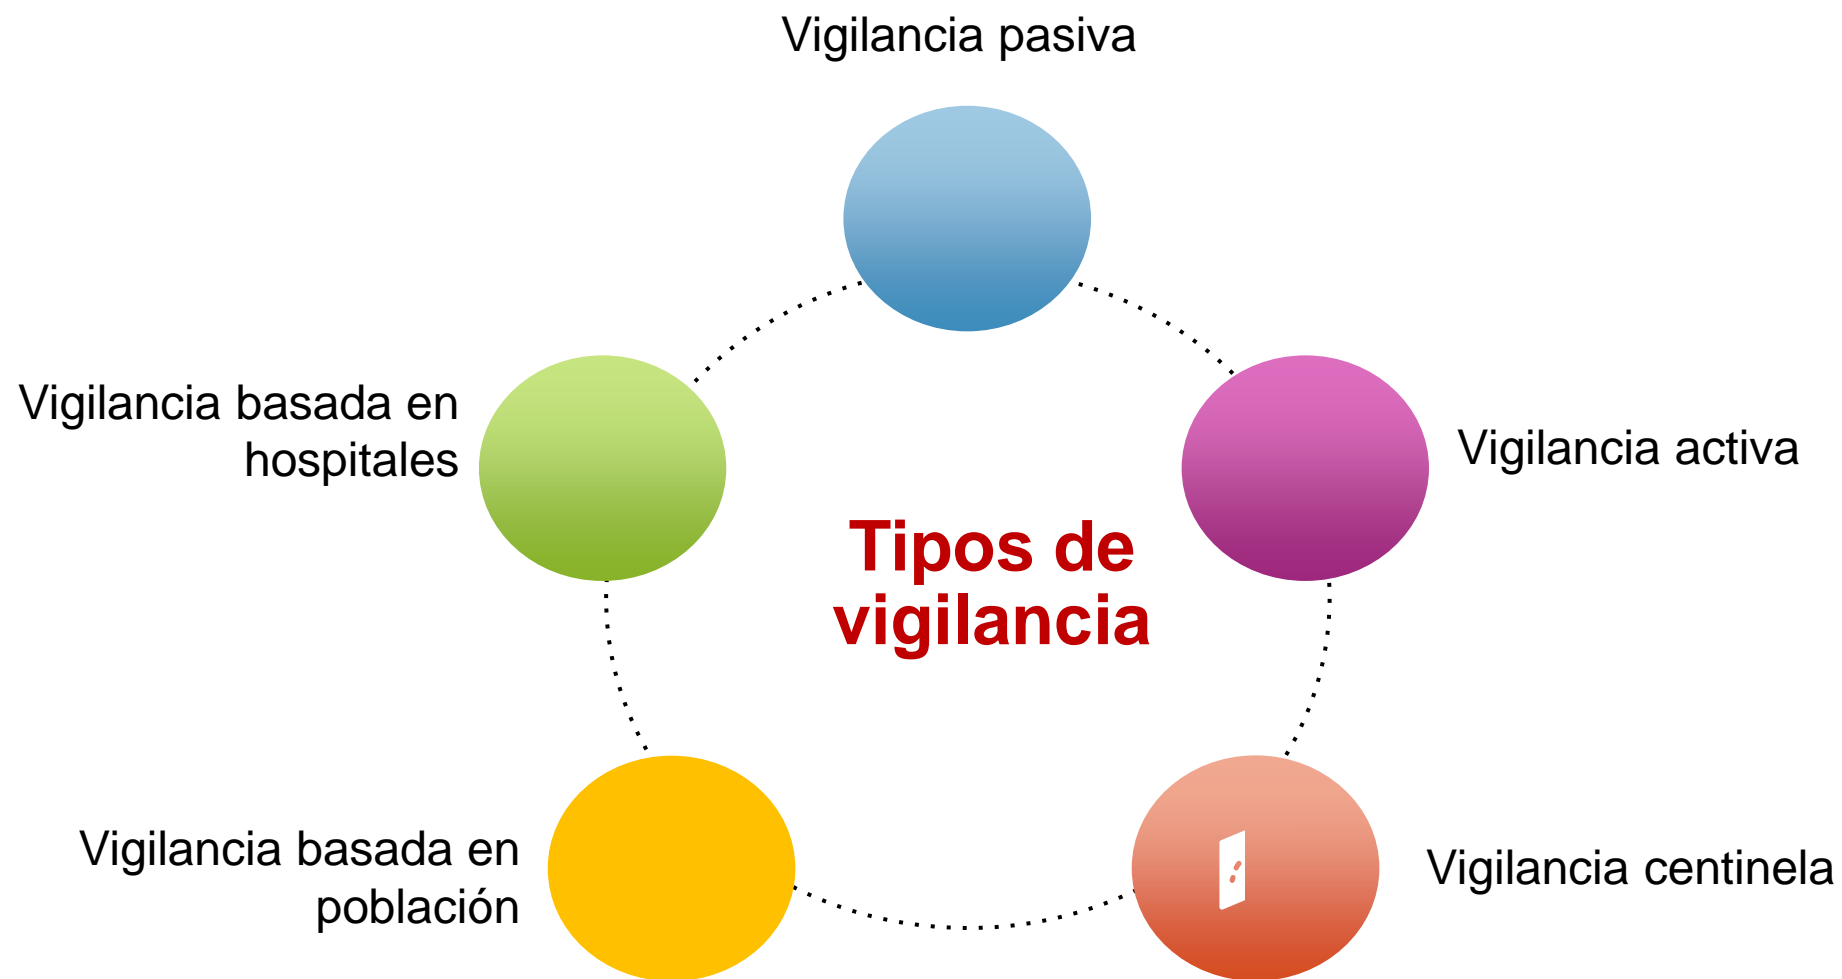 Vigilancia pasiva
Vigilancia basada en
hospitales
Vigilancia activa
Tipos de
vigilancia
Vigilancia basada en
población
Vigilancia centinela